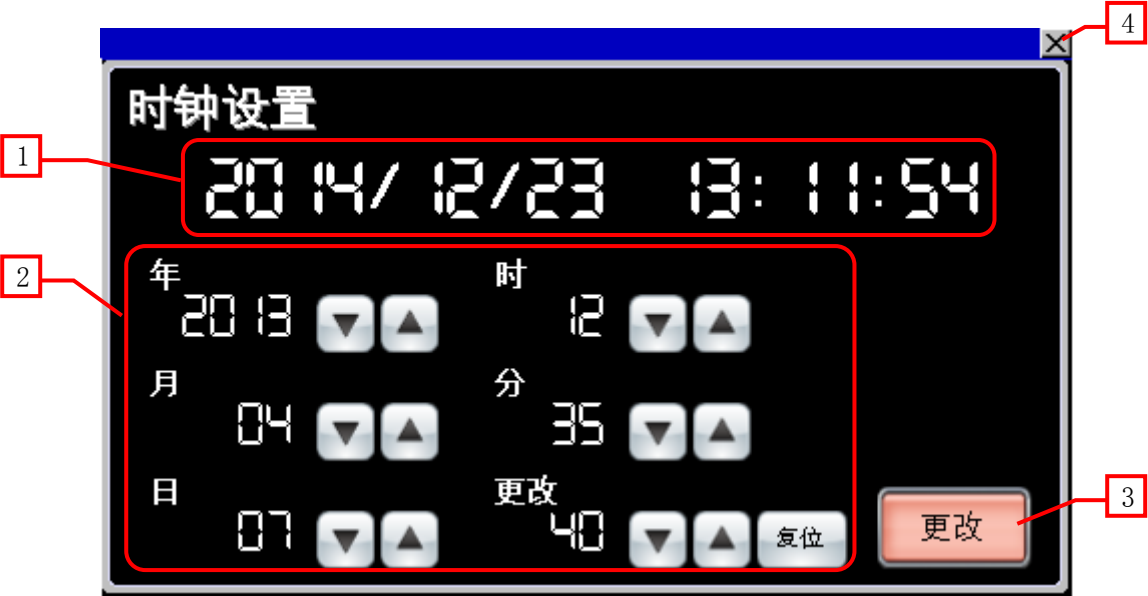 4
时钟设置
1
2014/12/23 13:11:54
2
年 时
2013 ▼ ▲ 12 ▼ ▲
月 分
04 ▼ ▲ 35 ▼ ▲
日 更改
07 ▼ ▲ 40 ▼ ▲ 复位
更改
3